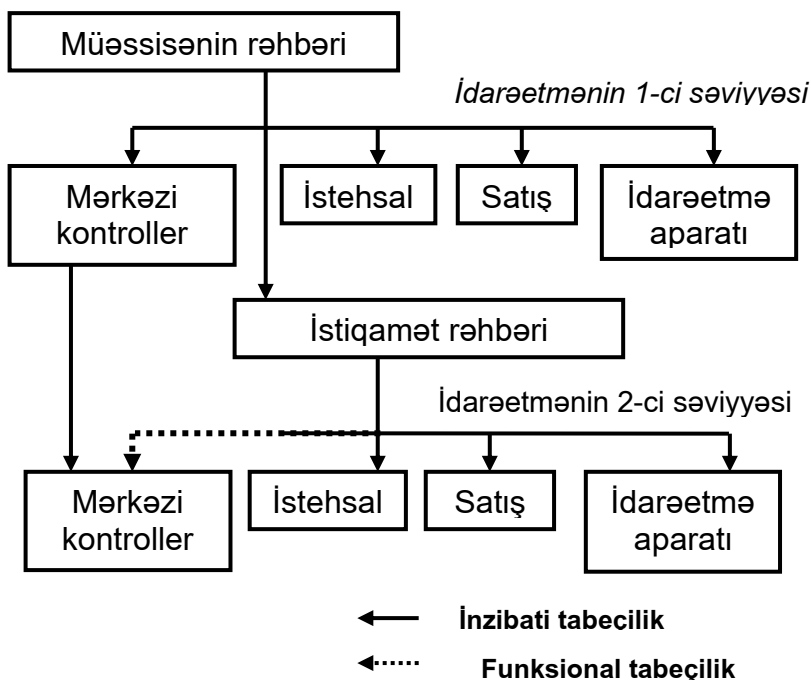 Müəssisənin rəhbəri
İdarəetmənin 1-ci səviyyəsi
Mərkəzi
kontroller
İstehsal
Satış
İdarəetmə
aparatı
İstiqamət rəhbəri
İdarəetmənin 2-ci səviyyəsi
Mərkəzi
kontroller
İstehsal
Satış
İdarəetmə
aparatı
İnzibati tabeçilik
Funksional tabeçilik